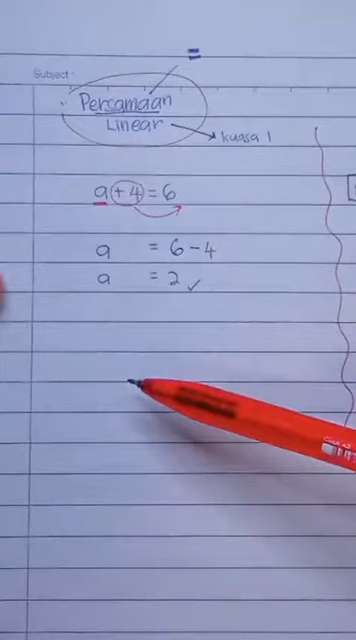 Subject :
=
Persamaan
Linear → kuasa 1
a + 4 = 6
a = 6 - 4
a = 2 ✓